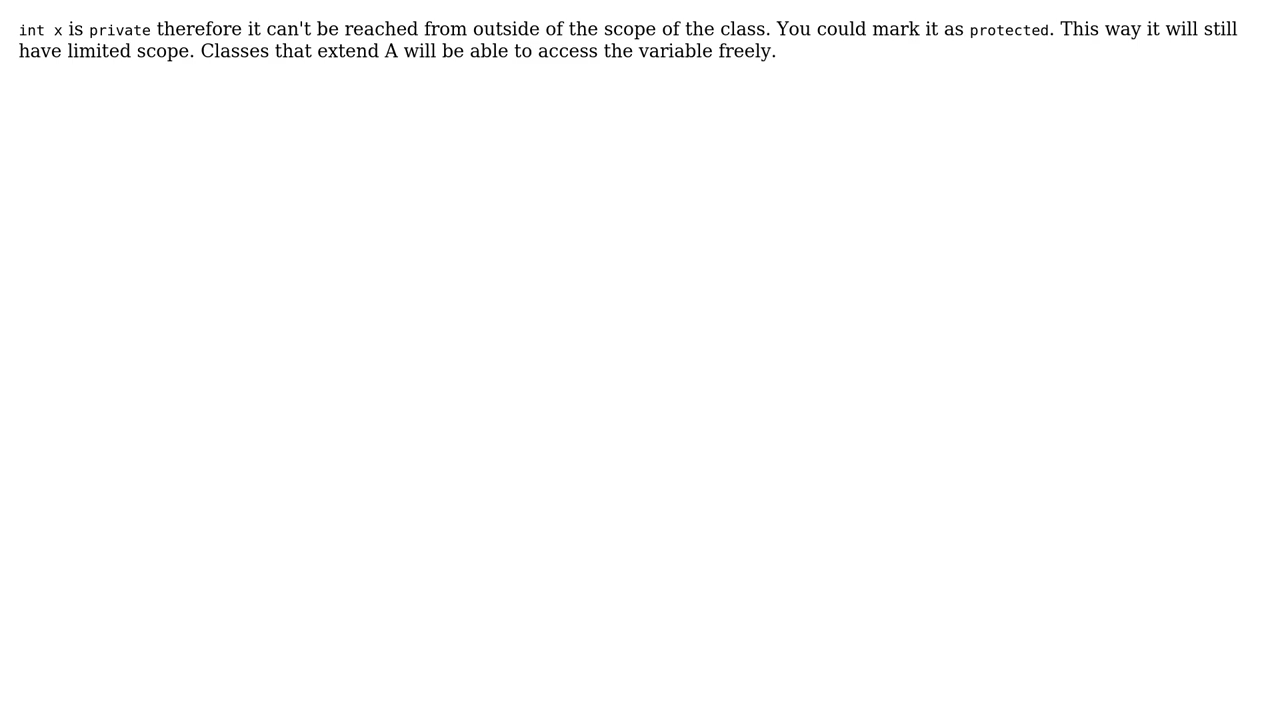 int x is private therefore it can't be reached from outside of the scope of the class. You could mark it as protected. This way it will still
have limited scope. Classes that extend A will be able to access the variable freely.